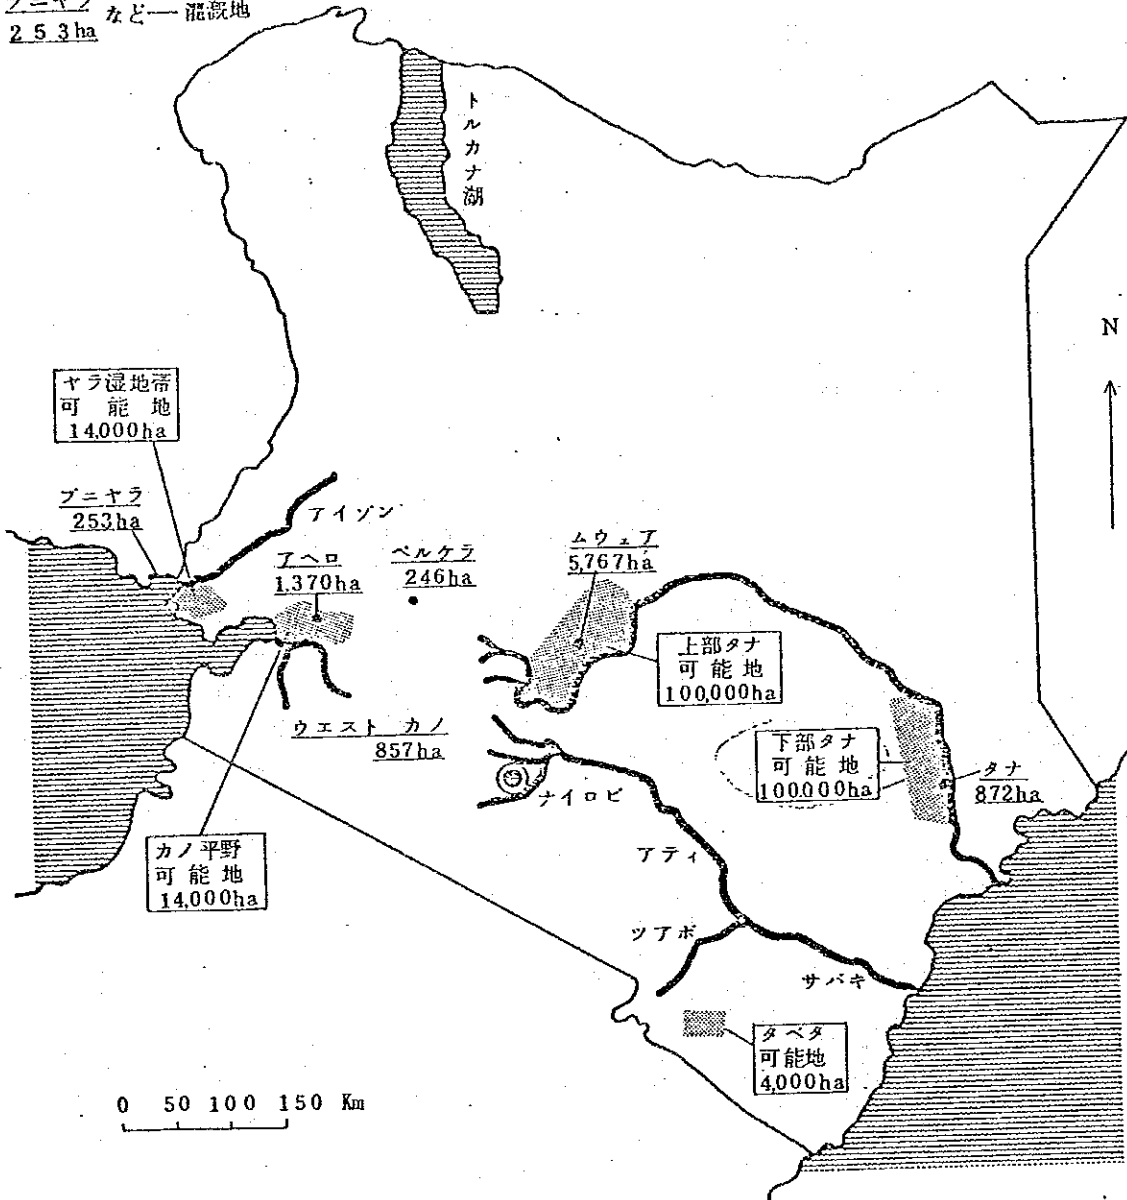 ブニヤラ など── 灌漑地
253ha
トルカナ湖
N
ヤラ湿地帯
可能地
14,000ha
ブニヤラ
253ha
アイゾン
アヘロ
1,370ha
ペルケラ
246ha
ムウェア
5,767ha
上部タナ
可能地
100,000ha
ウエスト カノ
857ha
下部タナ
可能地
100,000ha
タナ
872ha
ナイロビ
カノ平野
可能地
14,000ha
アティ
ツアボ
サバキ
タベタ
可能地
4,000ha
0 50 100 150 Km